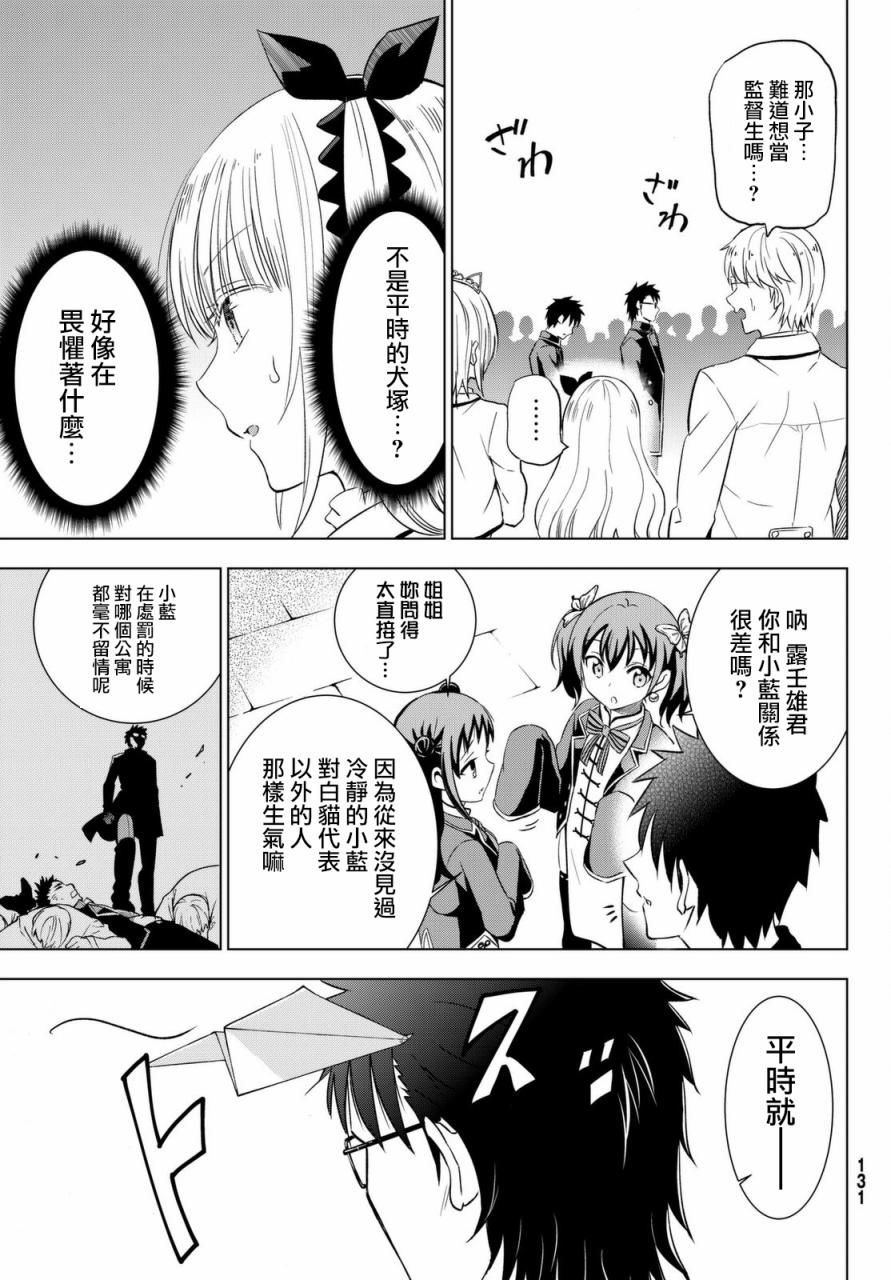 那小子…
難道想當
監督生嗎…?
ざわ
ざわ
……
不是平時的犬塚…?
好像在
畏懼著什麼…
吶 露壬雄君
你和小藍關係
很差嗎?
姐姐
妳問得
太直接了…
因為從來沒見過
冷靜的小藍
對白貓代表
以外的人
那樣生氣嘛
小藍
在處罰的時候
對哪個公寓
都毫不留情呢
平時就——
ズドッ
131